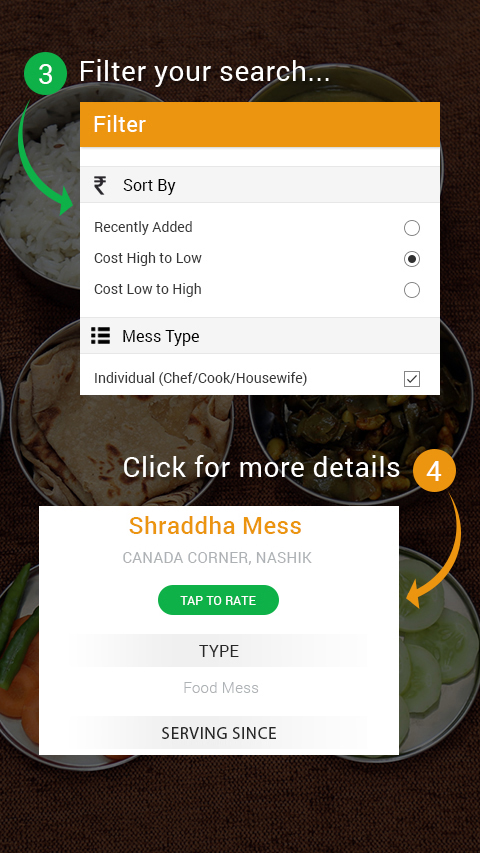 3 Filter your search...
Filter
₹ Sort By
Recently Added
Cost High to Low
Cost Low to High
Mess Type
Individual (Chef/Cook/Housewife)
Click for more details 4
Shraddha Mess
CANADA CORNER, NASHIK
TAP TO RATE
TYPE
Food Mess
SERVING SINCE